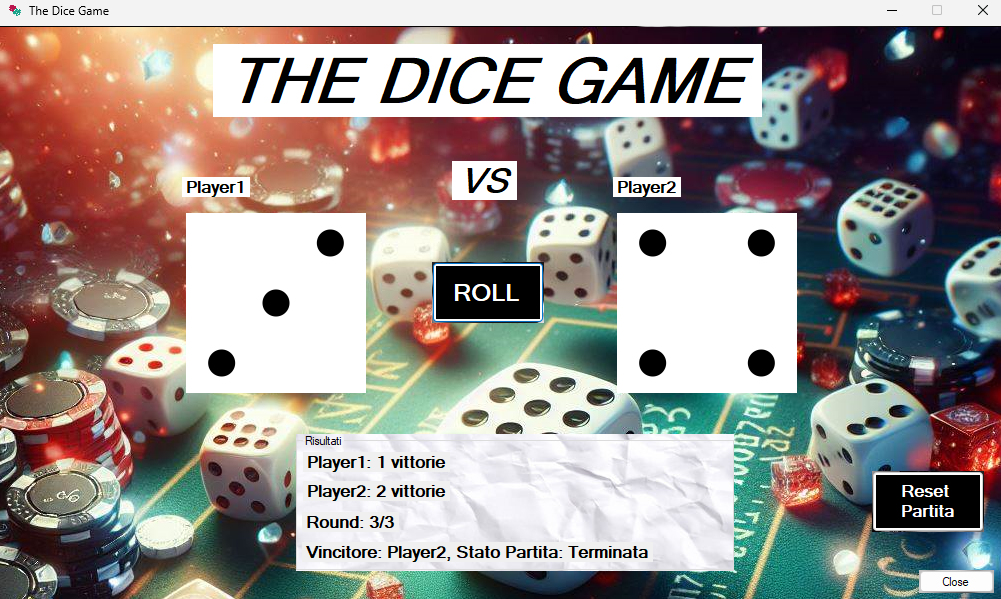 The Dice Game
THE DICE GAME
VS
Player1
Player2
ROLL
Risultati
Player1: 1 vittorie
Player2: 2 vittorie
Round: 3/3
Vincitore: Player2, Stato Partita: Terminata
Reset
Partita
Close